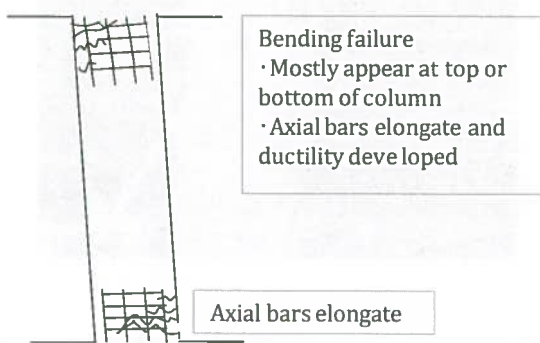 Bending failure
·Mostly appear at top or
bottom of column
·Axial bars elongate and
ductility deve loped
Axial bars elongate